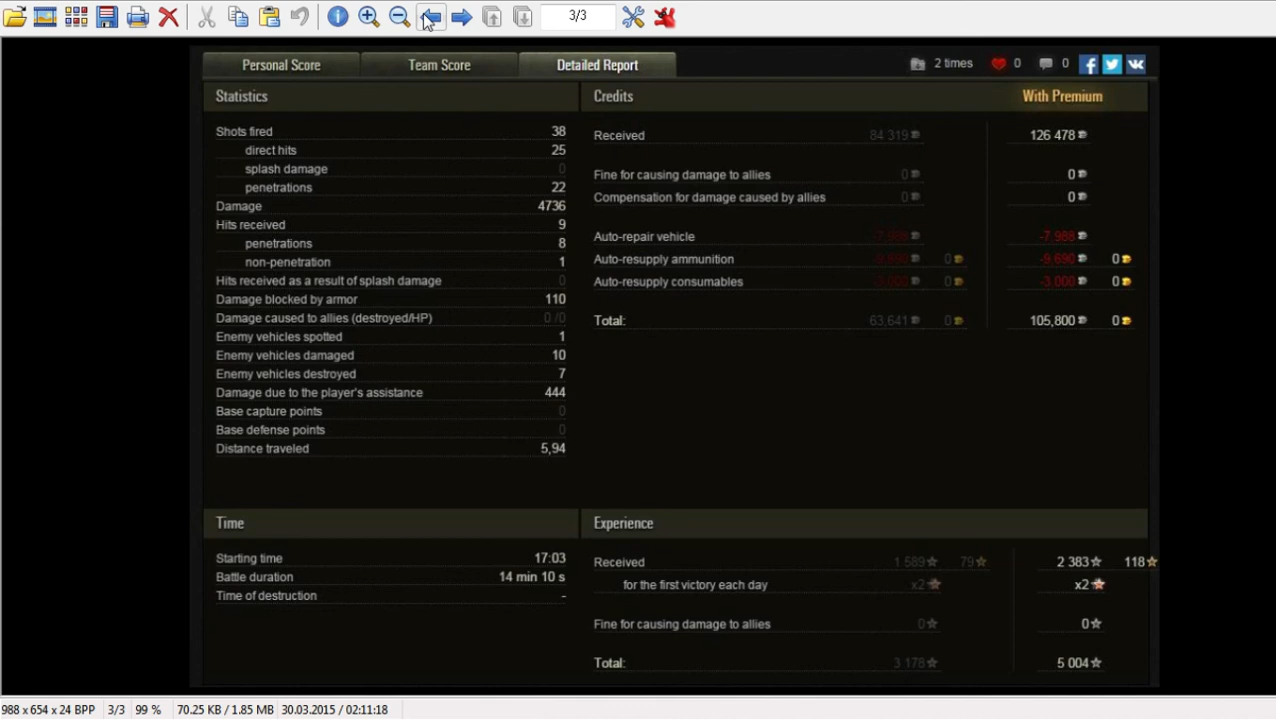 3/3
Personal Score Team Score Detailed Report 2 times 0 0
Statistics
Shots fired 38
direct hits 25
splash damage 0
penetrations 22
Damage 4736
Hits received 9
penetrations 8
non-penetration 1
Hits received as a result of splash damage 0
Damage blocked by armor 110
Damage caused to allies (destroyed/HP) 0 /0
Enemy vehicles spotted 1
Enemy vehicles damaged 10
Enemy vehicles destroyed 7
Damage due to the player's assistance 444
Base capture points 0
Base defense points 0
Distance traveled 5,94
Credits With Premium
Received 84 319 126 478
Fine for causing damage to allies 0 0
Compensation for damage caused by allies 0 0
Auto-repair vehicle -7,988 -7,988
Auto-resupply ammunition -9,690 0 -9,690 0
Auto-resupply consumables -3,000 0 -3,000 0
Total: 63,641 0 105,800 0
Time
Starting time 17:03
Battle duration 14 min 10 s
Time of destruction -
Experience
Received 1 589 79 2 383 118
for the first victory each day x2 x2
Fine for causing damage to allies 0 0
Total: 3 178 5 004
988 x 654 x 24 BPP 3/3 99 % 70.25 KB / 1.85 MB 30.03.2015 / 02:11:18